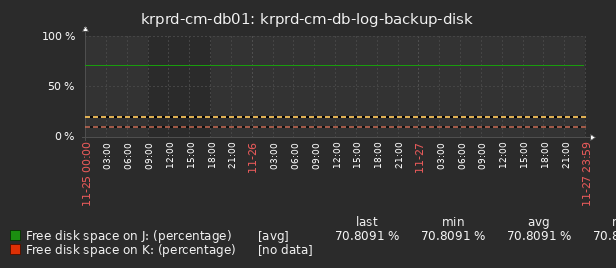 krprd-cm-db01: krprd-cm-db-log-backup-disk
100 %
50 %
0 %
11-25 00:00 03:00 06:00 09:00 12:00 15:00 18:00 21:00 11-26 03:00 06:00 09:00 12:00 15:00 18:00 21:00 11-27 03:00 06:00 09:00 12:00 15:00 18:00 21:00 11-27 23:59
last min avg
Free disk space on J: (percentage) [avg] 70.8091 % 70.8091 % 70.8091 % 70.8
Free disk space on K: (percentage) [no data]